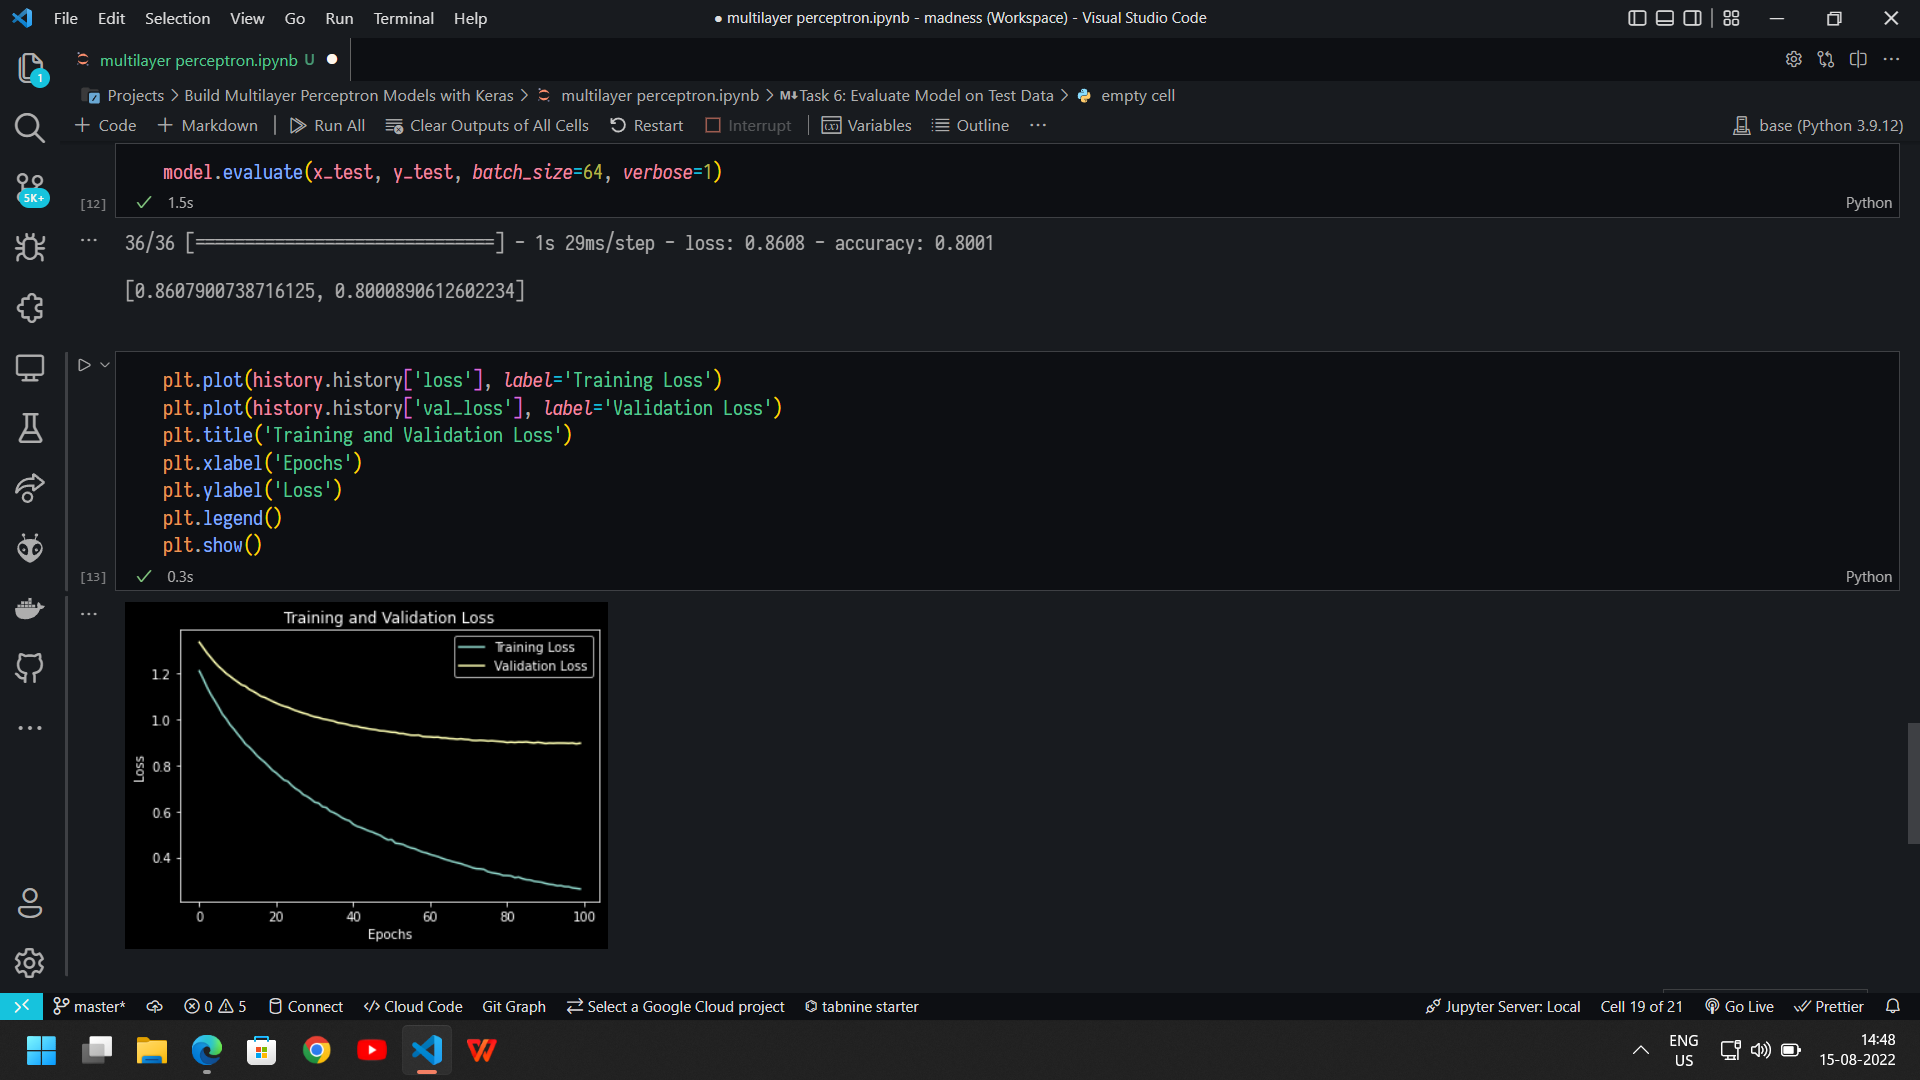 File Edit Selection View Go Run Terminal Help
● multilayer perceptron.ipynb - madness (Workspace) - Visual Studio Code
1
multilayer perceptron.ipynb U
Projects > Build Multilayer Perceptron Models with Keras > multilayer perceptron.ipynb > M↓Task 6: Evaluate Model on Test Data > empty cell
+ Code + Markdown Run All Clear Outputs of All Cells Restart Interrupt Variables Outline ··· base (Python 3.9.12)
model.evaluate(x_test, y_test, batch_size=64, verbose=1)
5K+
[12] ✓ 1.5s Python
36/36 [==============================] - 1s 29ms/step - loss: 0.8608 - accuracy: 0.8001
[0.8607900738716125, 0.8000890612602234]
plt.plot(history.history['loss'], label='Training Loss')
plt.plot(history.history['val_loss'], label='Validation Loss')
plt.title('Training and Validation Loss')
plt.xlabel('Epochs')
plt.ylabel('Loss')
plt.legend()
plt.show()
[13] ✓ 0.3s Python
Training and Validation Loss
Training Loss
Validation Loss
1.2
1.0
0.8
0.6
0.4
Loss
0 20 40 60 80 100
Epochs
master* 0 5 Connect Cloud Code Git Graph Select a Google Cloud project tabnine starter Jupyter Server: Local Cell 19 of 21 Go Live Prettier
ENG
US
14:48
15-08-2022